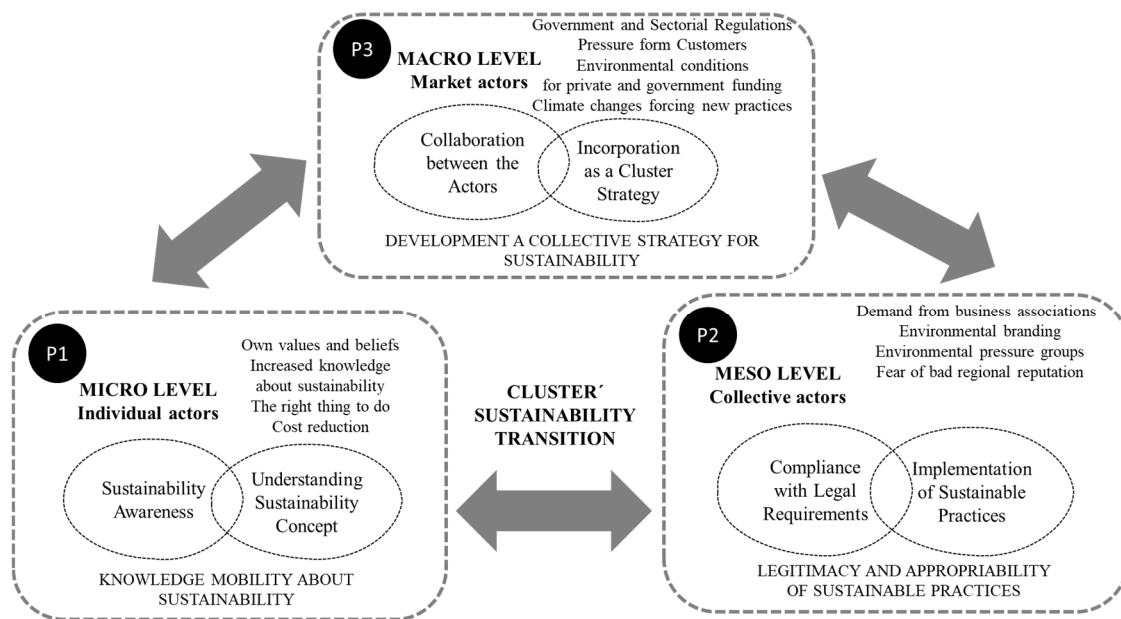 P3
MACRO LEVEL
Market actors
Government and Sectorial Regulations
Pressure form Customers
Environmental conditions
for private and government funding
Climate changes forcing new practices
Collaboration
between the
Actors
Incorporation
as a Cluster
Strategy
DEVELOPMENT A COLLECTIVE STRATEGY FOR
SUSTAINABILITY
P1
MICRO LEVEL
Individual actors
Own values and beliefs
Increased knowledge
about sustainability
The right thing to do
Cost reduction
Sustainability
Awareness
Understanding
Sustainability
Concept
KNOWLEDGE MOBILITY ABOUT
SUSTAINABILITY
CLUSTER´
SUSTAINABILITY
TRANSITION
P2
MESO LEVEL
Collective actors
Demand from business associations
Environmental branding
Environmental pressure groups
Fear of bad regional reputation
Compliance
with Legal
Requirements
Implementation
of Sustainable
Practices
LEGITIMACY AND APPROPRIABILITY
OF SUSTAINABLE PRACTICES